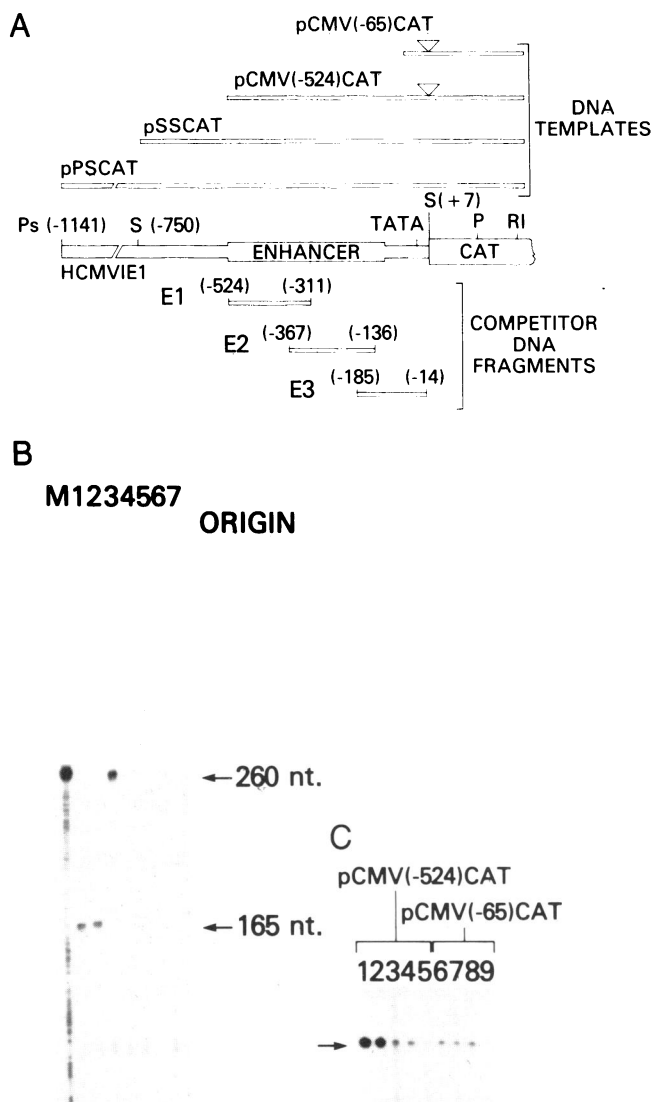 A
pCMV(-65)CAT
pCMV(-524)CAT
DNA
TEMPLATES
pSSCAT
pPSCAT
S(+7)
Ps (-1141) S (-750) TATA P RI
ENHANCER CAT
HCMVIE1
E1 (-524) (-311)
E2 (-367) (-136)
E3 (-185) (-14)
COMPETITOR
DNA
FRAGMENTS
B
M1234567
ORIGIN
260 nt.
C
pCMV(-524)CAT
165 nt.
pCMV(-65)CAT
123456789